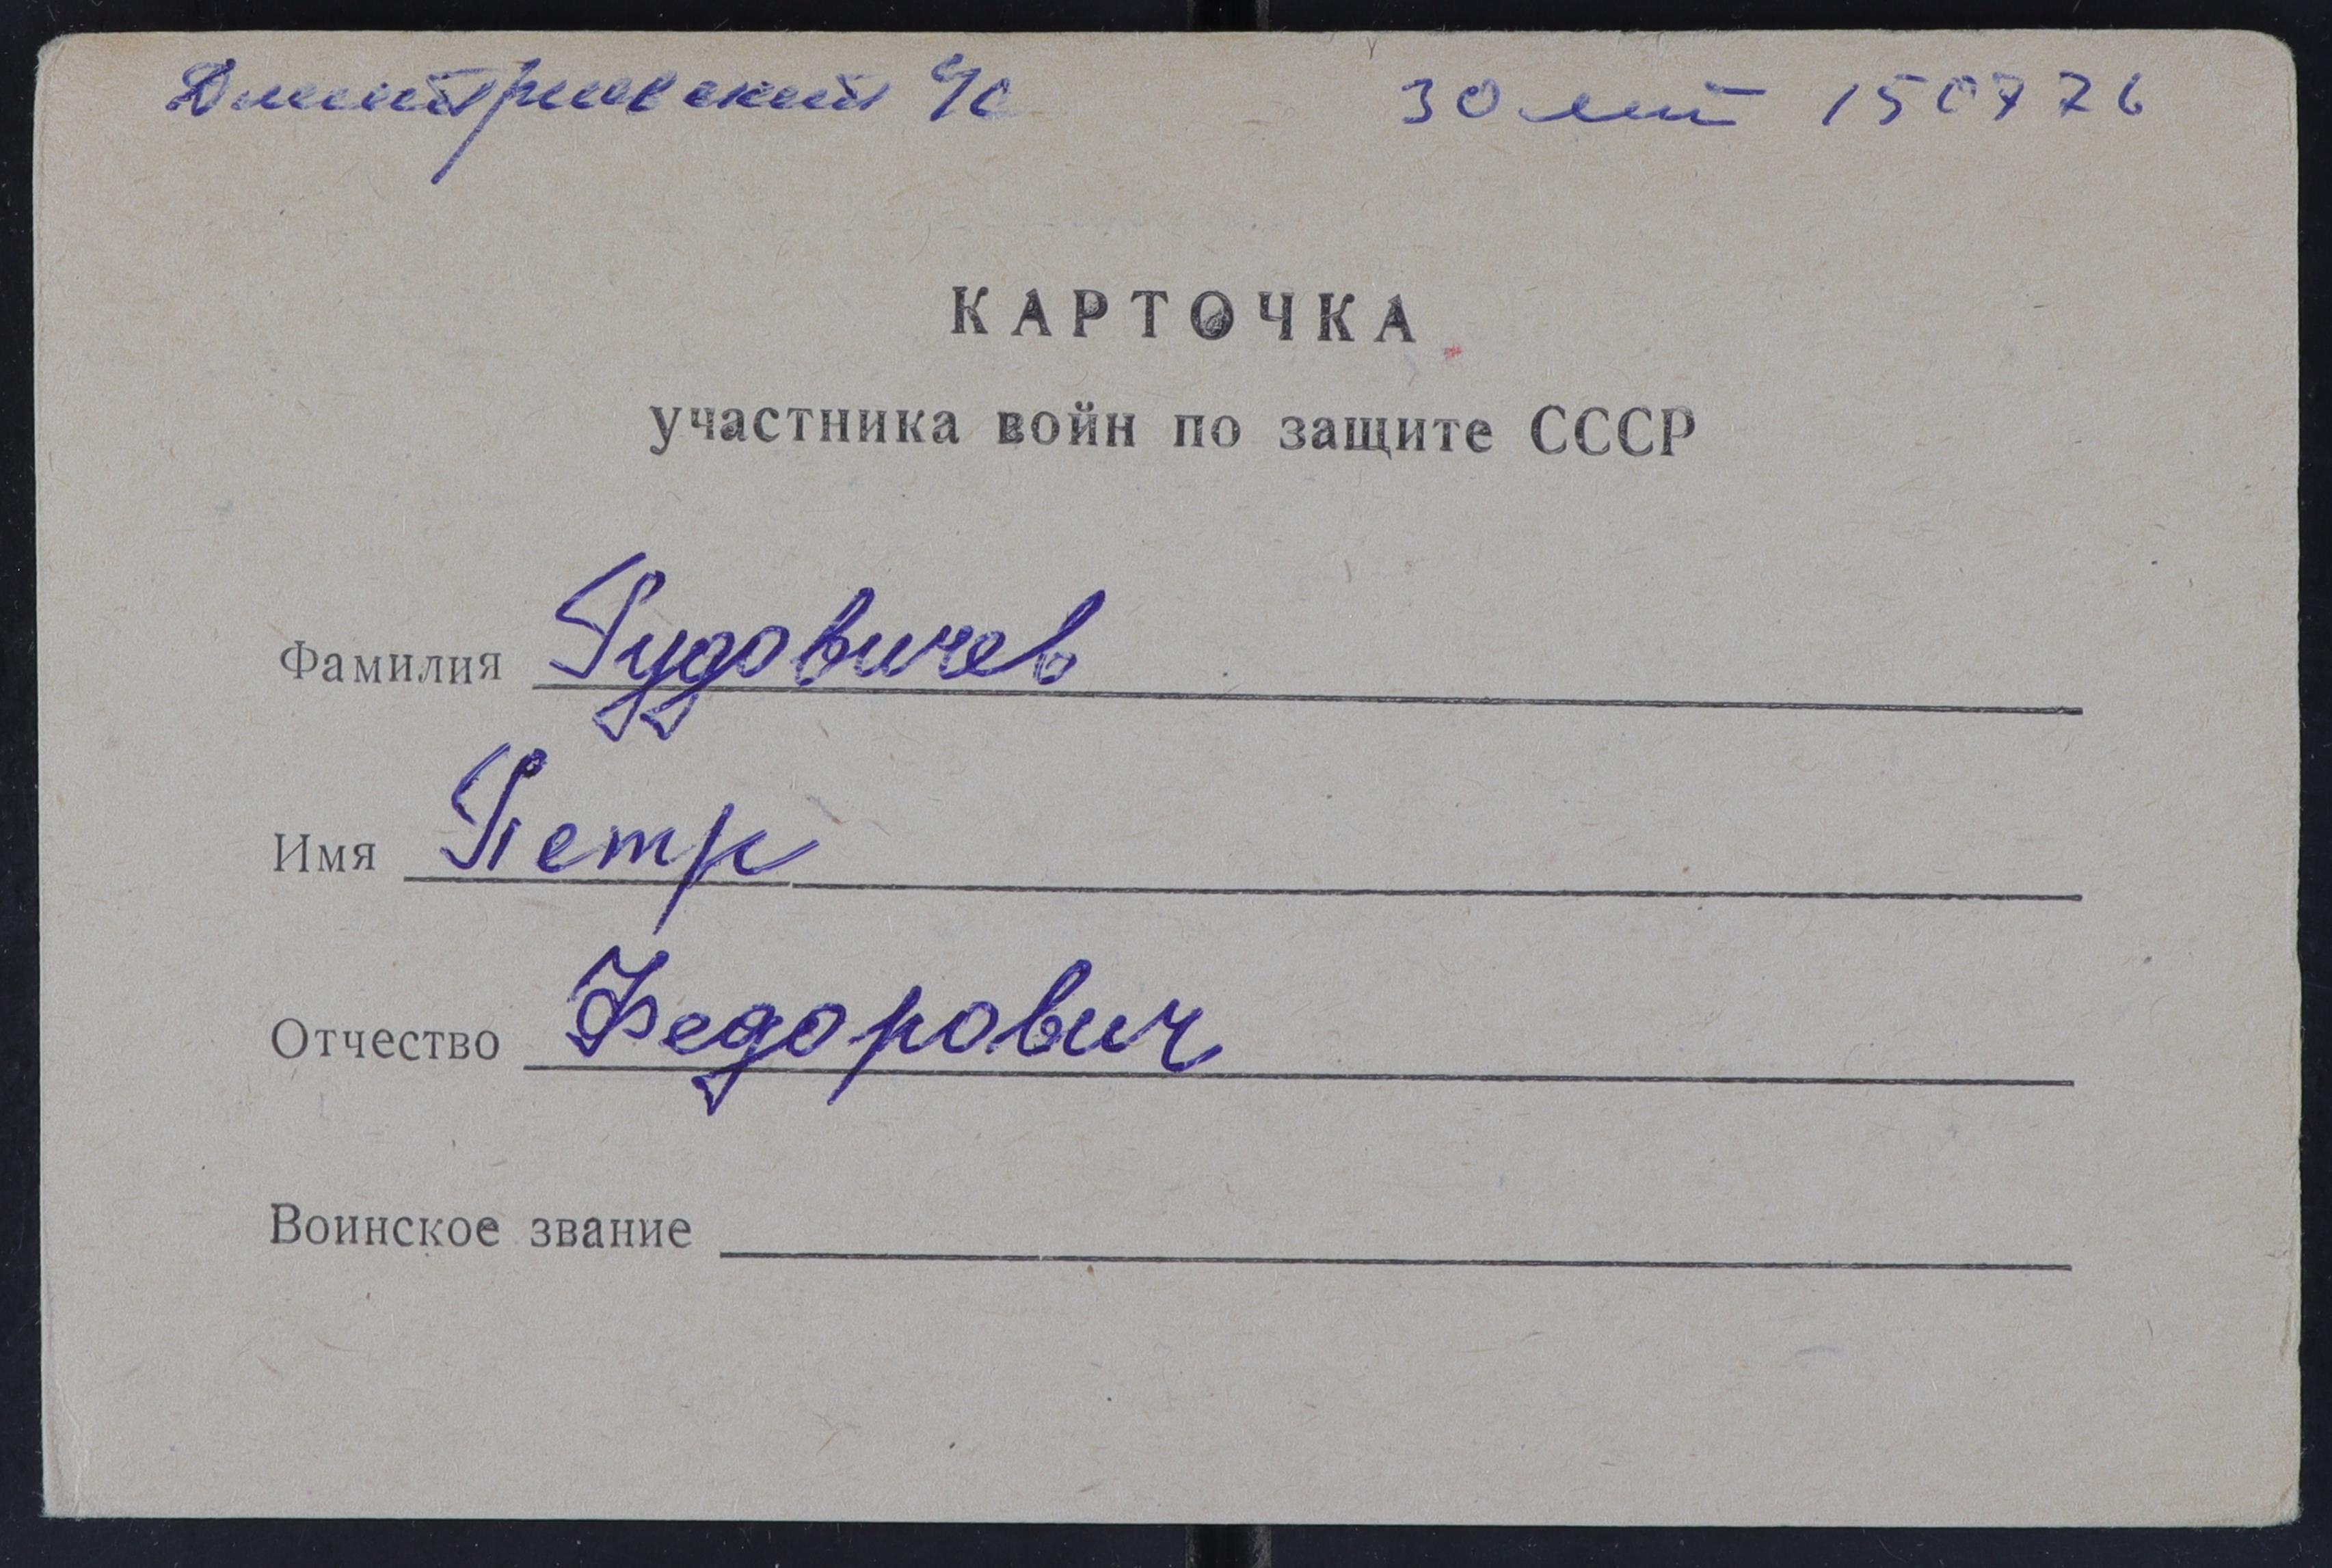 Дмитриевский с/с 30 лет 150776
КАРТОЧКА
участника войн по защите СССР
Фамилия Гудовичев
Имя Петр
Отчество Федорович
Воинское звание